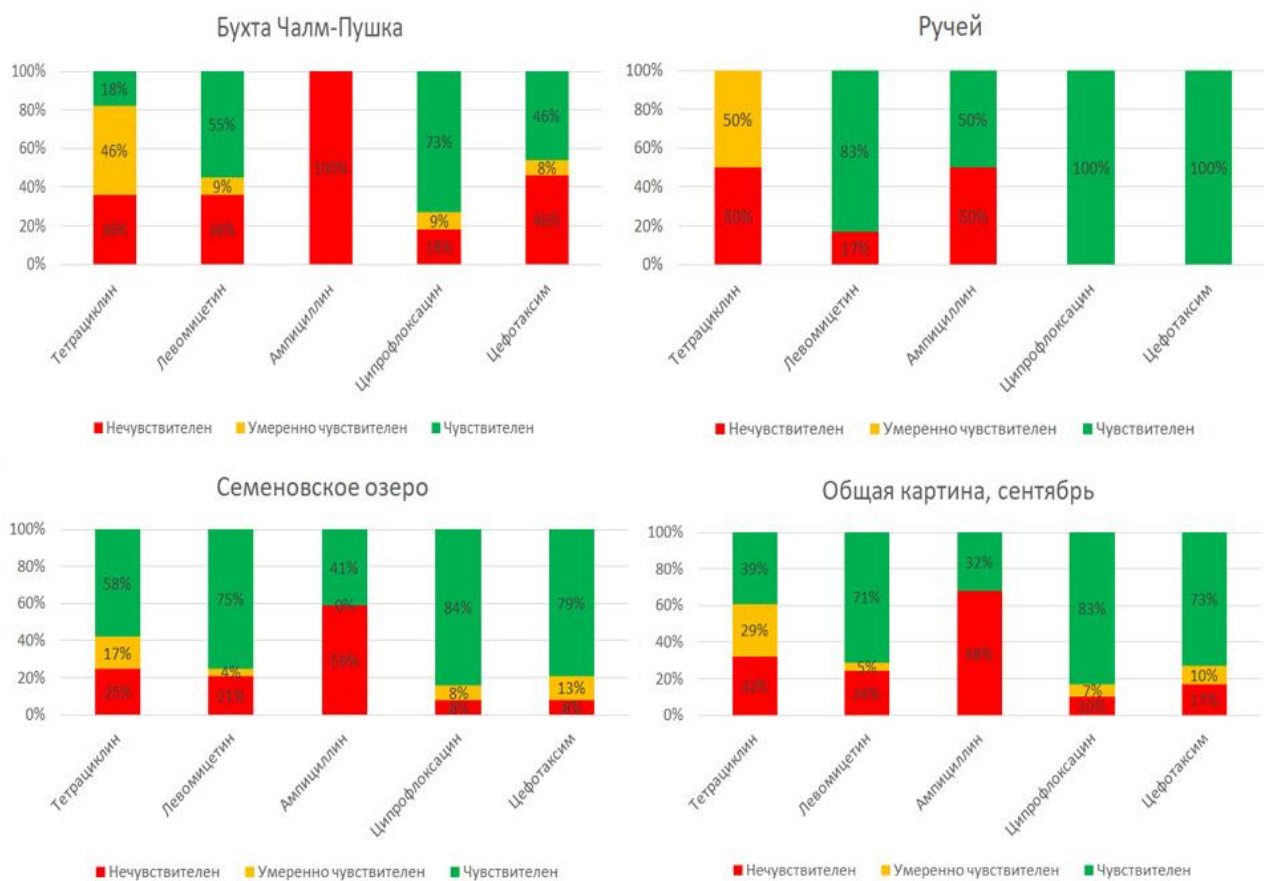 Бухта Чалм-Пушка
100%
80%
60%
40%
20%
0%
18% 55% 73% 46%
46% 9% 100% 9% 8%
36% 36% 18% 46%
Тетрациклин Левомицетин Ампициллин Ципрофлоксацин Цефотаксим
Нечувствителен Умеренно чувствителен Чувствителен
Ручей
100%
80%
60%
40%
20%
0%
50% 83% 50% 100% 100%
50% 17% 50%
Тетрациклин Левомицетин Ампициллин Ципрофлоксацин Цефотаксим
Нечувствителен Умеренно чувствителен Чувствителен
Семеновское озеро
100%
80%
60%
40%
20%
0%
58% 75% 41% 84% 79%
17% 4% 0% 8% 13%
25% 21% 59% 8% 8%
Тетрациклин Левомицетин Ампициллин Ципрофлоксацин Цефотаксим
Нечувствителен Умеренно чувствителен Чувствителен
Общая картина, сентябрь
100%
80%
60%
40%
20%
0%
39% 71% 32% 83% 73%
29% 5% 7% 10%
32% 24% 68% 10% 17%
Тетрациклин Левомицетин Ампициллин Ципрофлоксацин Цефотаксим
Нечувствителен Умеренно чувствителен Чувствителен